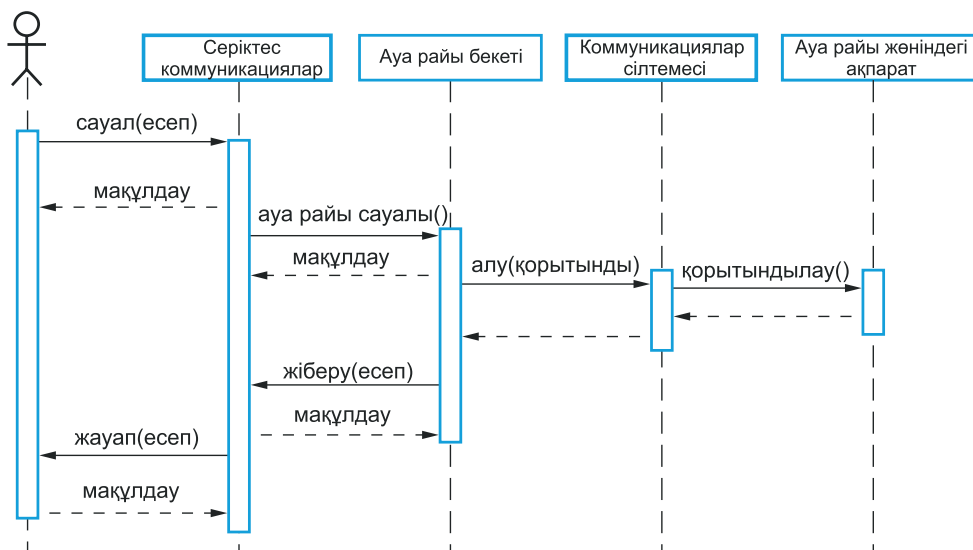 Серіктес
коммуникациялар
Ауа райы бекеті
Коммуникациялар
сілтемесі
Ауа райы жөніндегі
ақпарат
сауал(есеп)
мақұлдау
ауа райы сауалы()
мақұлдау
алу(қорытынды)
қорытындылау()
жіберу(есеп)
мақұлдау
жауап(есеп)
мақұлдау